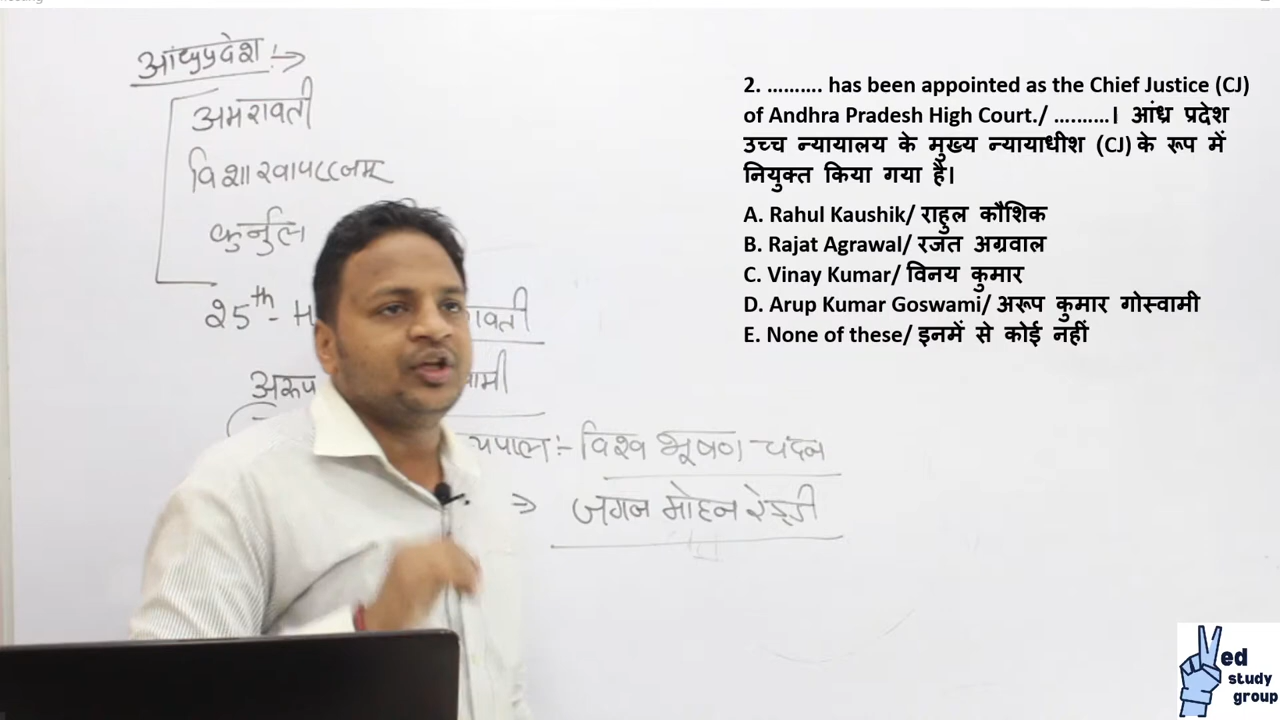 आंध्रप्रदेश :→
अमरावती
विशाखापट्टनम्
कुर्नुल
25th - H
अरूप
विश्व भूषण चंदन
⇒ जगन मोहन रेड्डी
2. .......... has been appointed as the Chief Justice (CJ)
of Andhra Pradesh High Court./ ..........। आंध्र प्रदेश
उच्च न्यायालय के मुख्य न्यायाधीश (CJ) के रूप में
नियुक्त किया गया है।
A. Rahul Kaushik/ राहुल कौशिक
B. Rajat Agrawal/ रजत अग्रवाल
C. Vinay Kumar/ विनय कुमार
D. Arup Kumar Goswami/ अरूप कुमार गोस्वामी
E. None of these/ इनमें से कोई नहीं
Ved
study
group